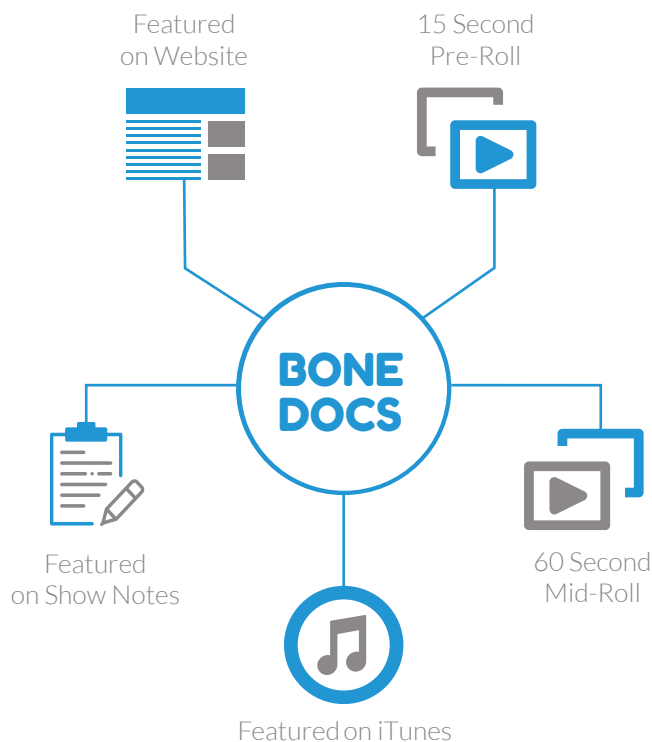 Featured
on Website
15 Second
Pre-Roll
BONE
DOCS
Featured
on Show Notes
60 Second
Mid-Roll
Featured on iTunes